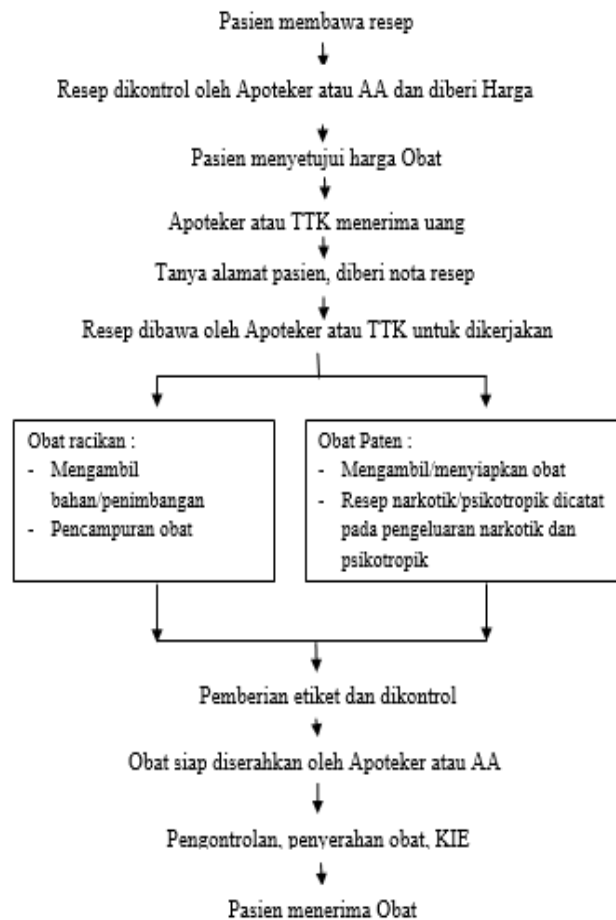 Pasien membawa resep
Resep dikontrol oleh Apoteker atau AA dan diberi Harga
Pasien menyetujui harga Obat
Apoteker atau TTK menerima uang
Tanya alamat pasien, diberi nota resep
Resep dibawa oleh Apoteker atau TTK untuk dikerjakan
Obat racikan :
- Mengambil
bahan/penimbangan
- Pencampuran obat
Obat Paten :
- Mengambil/menyiapkan obat
- Resep narkotik/psikotropik dicatat
pada pengeluaran narkotik dan
psikotropik
Pemberian etiket dan dikontrol
Obat siap diserahkan oleh Apoteker atau AA
Pengontrolan, penyerahan obat, KIE
Pasien menerima Obat